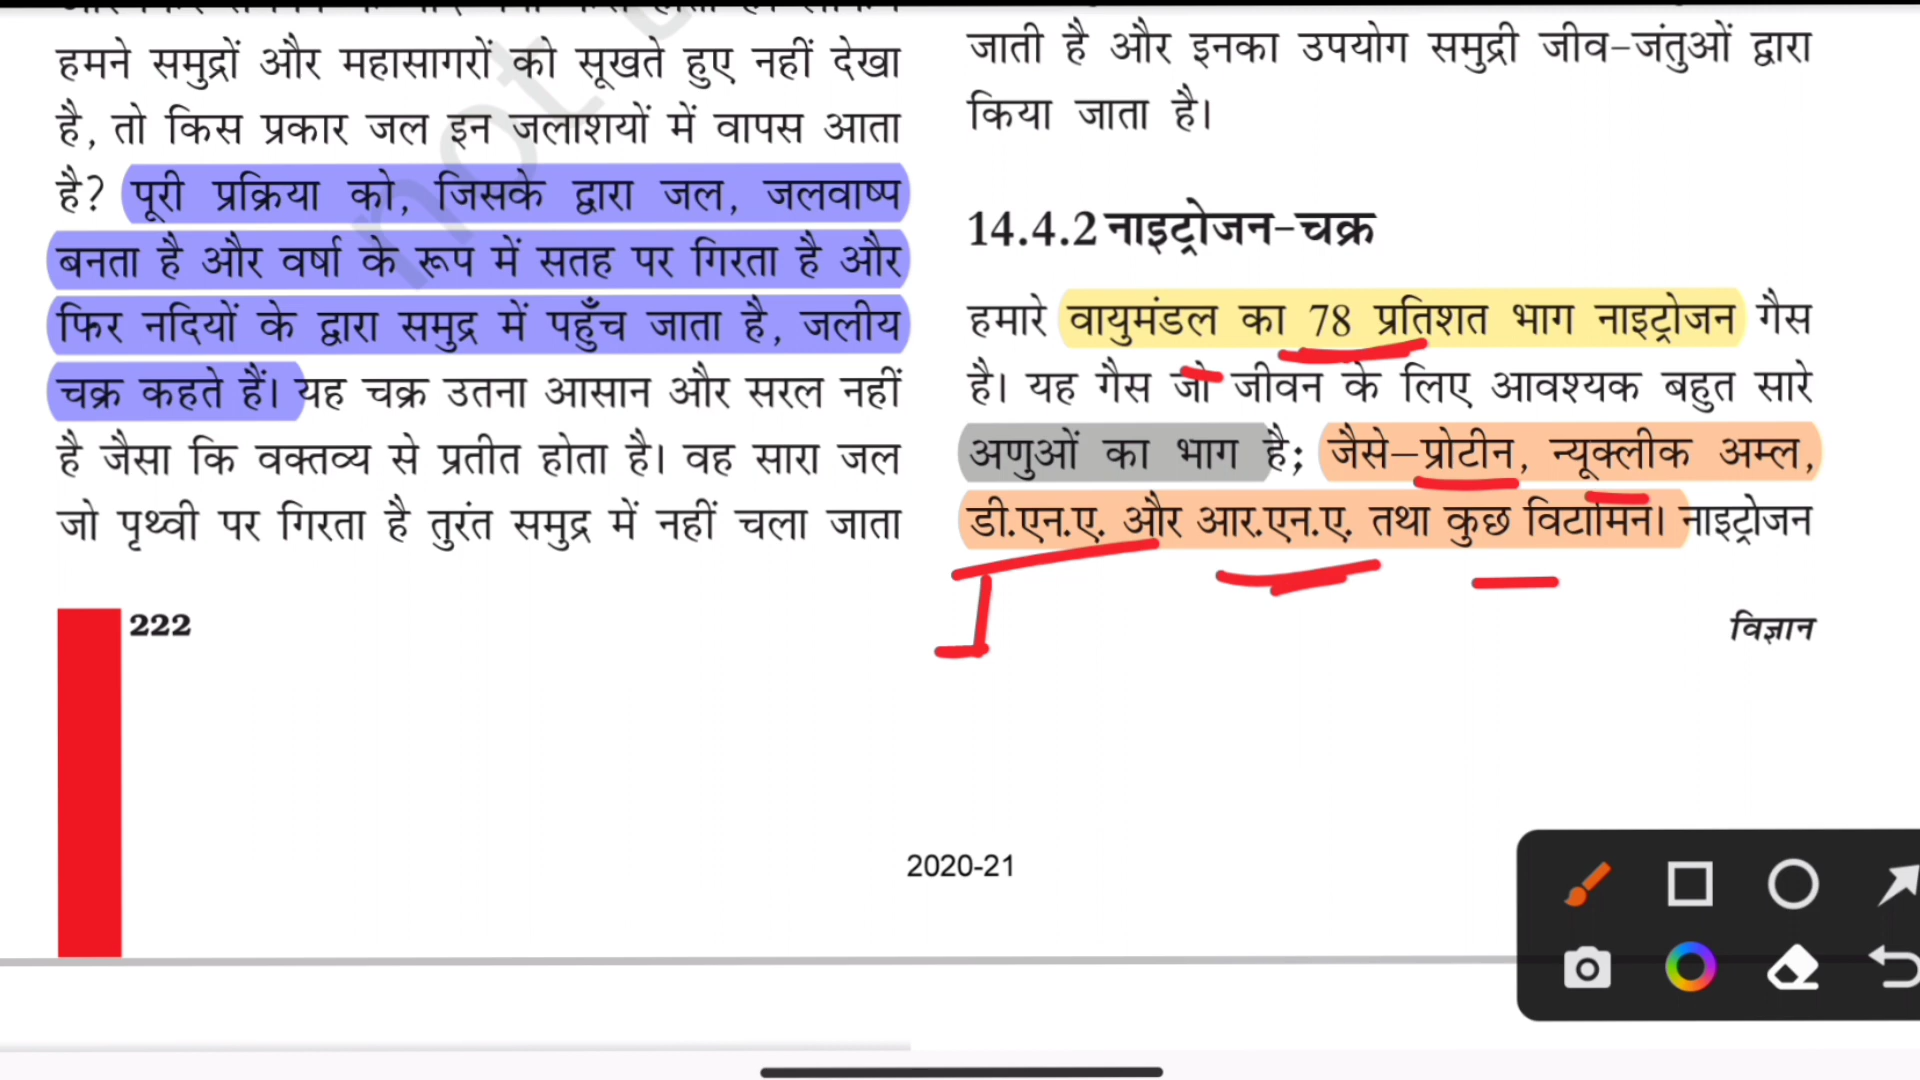 हमने समुद्रों और महासागरों को सूखते हुए नहीं देखा
है, तो किस प्रकार जल इन जलाशयों में वापस आता
है? पूरी प्रक्रिया को, जिसके द्वारा जल, जलवाष्प
बनता है और वर्षा के रूप में सतह पर गिरता है और
फिर नदियों के द्वारा समुद्र में पहुँच जाता है, जलीय
चक्र कहते हैं। यह चक्र उतना आसान और सरल नहीं
है जैसा कि वक्तव्य से प्रतीत होता है। वह सारा जल
जो पृथ्वी पर गिरता है तुरंत समुद्र में नहीं चला जाता
222
जाती है और इनका उपयोग समुद्री जीव-जंतुओं द्वारा
किया जाता है।
14.4.2 नाइट्रोजन-चक्र
हमारे वायुमंडल का 78 प्रतिशत भाग नाइट्रोजन गैस
है। यह गैस जो जीवन के लिए आवश्यक बहुत सारे
अणुओं का भाग है; जैसे–प्रोटीन, न्यूक्लीक अम्ल,
डी.एन.ए. और आर.एन.ए. तथा कुछ विटामिन। नाइट्रोजन
विज्ञान
2020-21
not